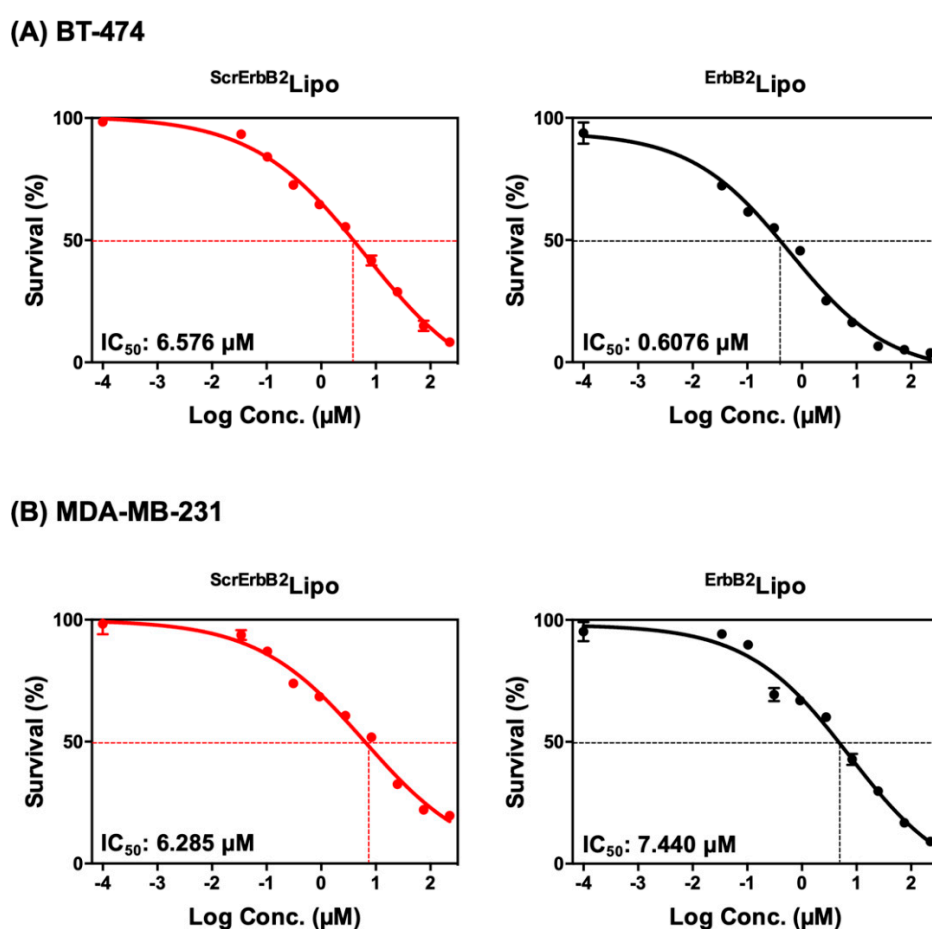 (A) BT-474
ScrErbB2Lipo
100
50
0
Survival (%)
IC50: 6.576 µM
-4 -3 -2 -1 0 1 2
Log Conc. (µM)
ErbB2Lipo
100
50
0
Survival (%)
IC50: 0.6076 µM
-4 -3 -2 -1 0 1 2
Log Conc. (µM)
(B) MDA-MB-231
ScrErbB2Lipo
100
50
0
Survival (%)
IC50: 6.285 µM
-4 -3 -2 -1 0 1 2
Log Conc. (µM)
ErbB2Lipo
100
50
0
Survival (%)
IC50: 7.440 µM
-4 -3 -2 -1 0 1 2
Log Conc. (µM)